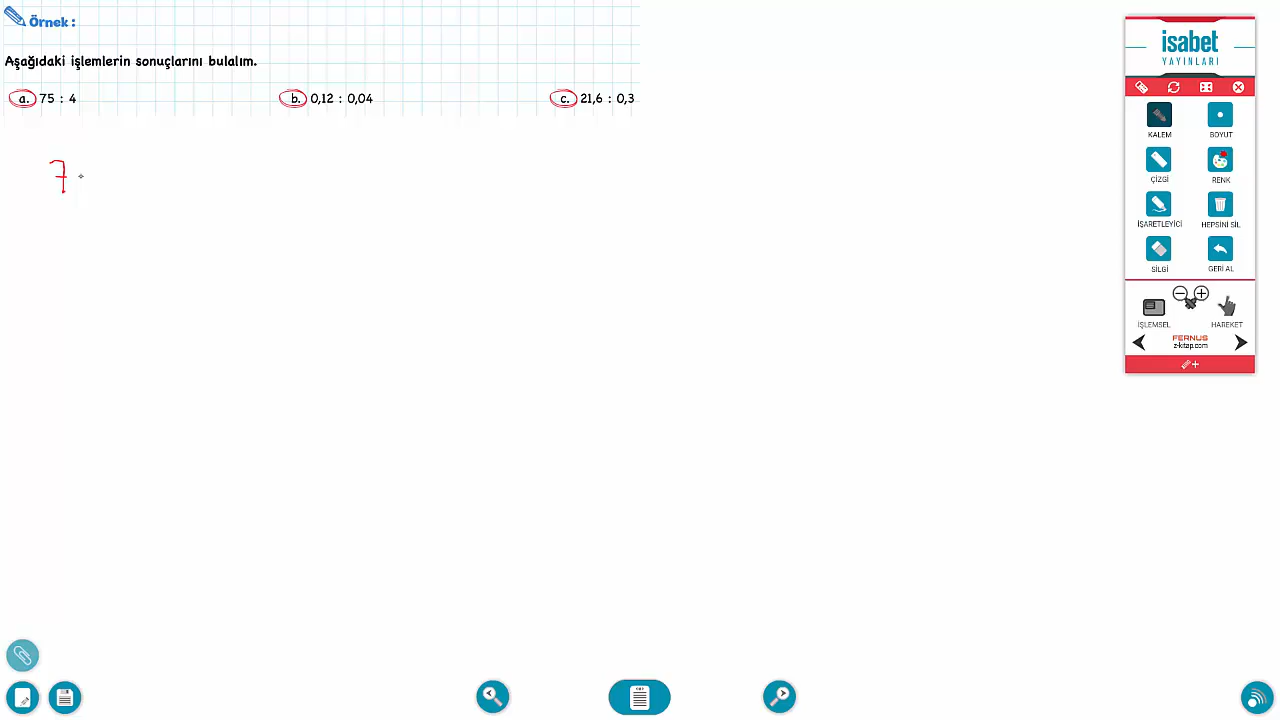 Örnek :
Aşağıdaki işlemlerin sonuçlarını bulalım.
a. 75 : 4
b. 0,12 : 0,04
c. 21,6 : 0,3
7
isabet
YAYINLARI
KALEM
BOYUT
ÇİZGİ
RENK
İŞARETLEYİCİ
HEPSİNİ SİL
SİLGİ
GERİ AL
İŞLEMSEL
HAREKET
FERNUS
z-kitap.com